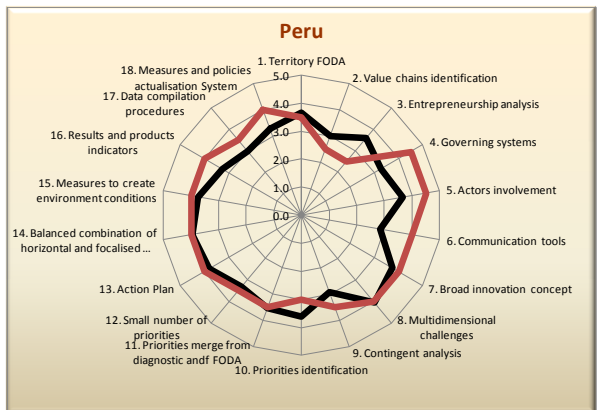 Peru
1. Territory FODA
2. Value chains identification
3. Entrepreneurship analysis
4. Governing systems
5. Actors involvement
6. Communication tools
7. Broad innovation concept
8. Multidimensional
challenges
9. Contingent analysis
10. Priorities identification
11. Priorities merge from
diagnostic andf FODA
12. Small number of
priorities
13. Action Plan
14. Balanced combination of
horizontal and focalised ...
15. Measures to create
environment conditions
16. Results and products
indicators
17. Data compilation
procedures
18. Measures and policies
actualisation System
5.0
4.0
3.0
2.0
1.0
0.0